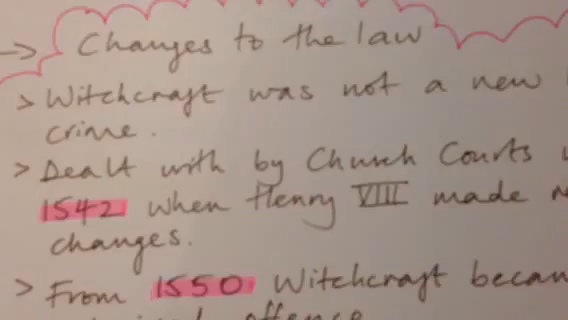 → Changes to the law
> Witchcraft was not a new
crime.
> Dealt with by Church Courts
1542 when Henry VIII made
changes.
> From 1550 Witchcraft
offence